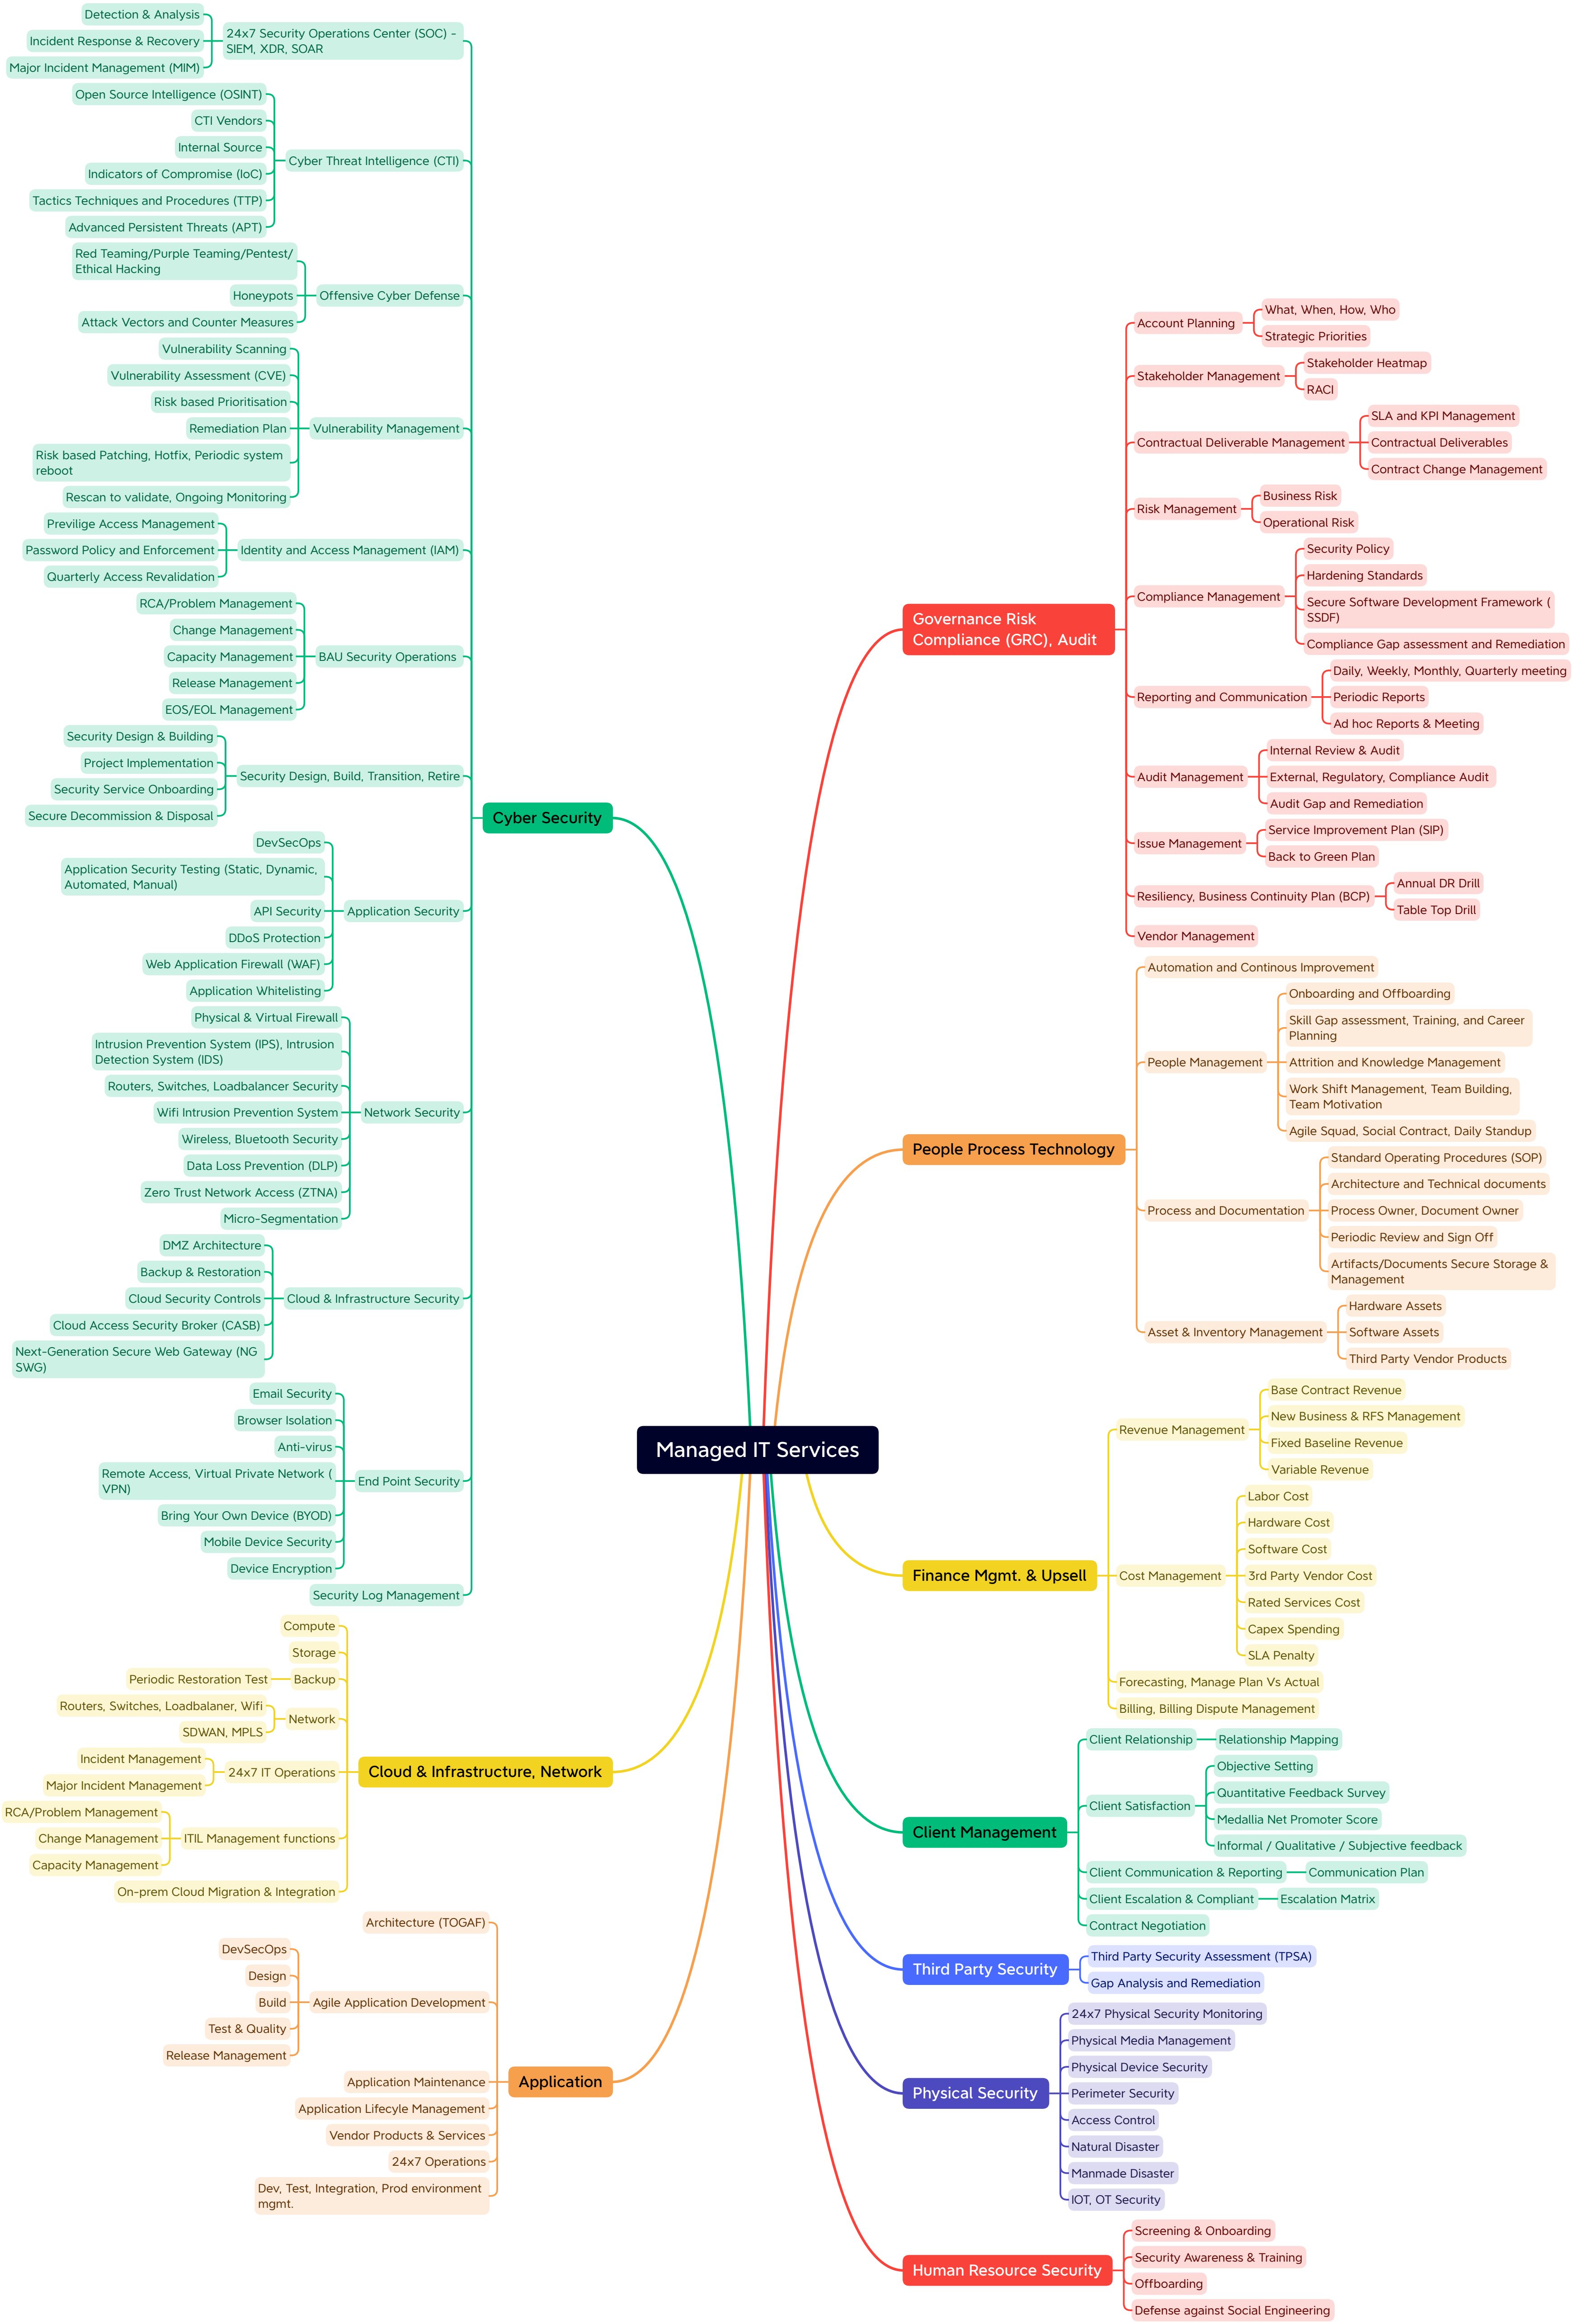 Managed IT Services
Cyber Security
24x7 Security Operations Center (SOC) -
SIEM, XDR, SOAR
Detection & Analysis
Incident Response & Recovery
Major Incident Management (MIM)
Cyber Threat Intelligence (CTI)
Open Source Intelligence (OSINT)
CTI Vendors
Internal Source
Indicators of Compromise (IoC)
Tactics Techniques and Procedures (TTP)
Advanced Persistent Threats (APT)
Offensive Cyber Defense
Red Teaming/Purple Teaming/Pentest/
Ethical Hacking
Honeypots
Attack Vectors and Counter Measures
Vulnerability Management
Vulnerability Scanning
Vulnerability Assessment (CVE)
Risk based Prioritisation
Remediation Plan
Risk based Patching, Hotfix, Periodic system
reboot
Rescan to validate, Ongoing Monitoring
Identity and Access Management (IAM)
Previlige Access Management
Password Policy and Enforcement
Quarterly Access Revalidation
BAU Security Operations
RCA/Problem Management
Change Management
Capacity Management
Release Management
EOS/EOL Management
Security Design, Build, Transition, Retire
Security Design & Building
Project Implementation
Security Service Onboarding
Secure Decommission & Disposal
Application Security
DevSecOps
Application Security Testing (Static, Dynamic,
Automated, Manual)
API Security
DDoS Protection
Web Application Firewall (WAF)
Application Whitelisting
Network Security
Physical & Virtual Firewall
Intrusion Prevention System (IPS), Intrusion
Detection System (IDS)
Routers, Switches, Loadbalancer Security
Wifi Intrusion Prevention System
Wireless, Bluetooth Security
Data Loss Prevention (DLP)
Zero Trust Network Access (ZTNA)
Micro-Segmentation
Cloud & Infrastructure Security
DMZ Architecture
Backup & Restoration
Cloud Security Controls
Cloud Access Security Broker (CASB)
Next-Generation Secure Web Gateway (NG
SWG)
End Point Security
Email Security
Browser Isolation
Anti-virus
Remote Access, Virtual Private Network (
VPN)
Bring Your Own Device (BYOD)
Mobile Device Security
Device Encryption
Security Log Management
Cloud & Infrastructure, Network
Compute
Storage
Backup
Periodic Restoration Test
Network
Routers, Switches, Loadbalaner, Wifi
SDWAN, MPLS
24x7 IT Operations
Incident Management
Major Incident Management
ITIL Management functions
RCA/Problem Management
Change Management
Capacity Management
On-prem Cloud Migration & Integration
Application
Architecture (TOGAF)
Agile Application Development
DevSecOps
Design
Build
Test & Quality
Release Management
Application Maintenance
Application Lifecyle Management
Vendor Products & Services
24x7 Operations
Dev, Test, Integration, Prod environment
mgmt.
Governance Risk
Compliance (GRC), Audit
Account Planning
What, When, How, Who
Strategic Priorities
Stakeholder Management
Stakeholder Heatmap
RACI
Contractual Deliverable Management
SLA and KPI Management
Contractual Deliverables
Contract Change Management
Risk Management
Business Risk
Operational Risk
Compliance Management
Security Policy
Hardening Standards
Secure Software Development Framework (
SSDF)
Compliance Gap assessment and Remediation
Reporting and Communication
Daily, Weekly, Monthly, Quarterly meeting
Periodic Reports
Ad hoc Reports & Meeting
Audit Management
Internal Review & Audit
External, Regulatory, Compliance Audit
Audit Gap and Remediation
Issue Management
Service Improvement Plan (SIP)
Back to Green Plan
Resiliency, Business Continuity Plan (BCP)
Annual DR Drill
Table Top Drill
Vendor Management
People Process Technology
Automation and Continous Improvement
People Management
Onboarding and Offboarding
Skill Gap assessment, Training, and Career
Planning
Attrition and Knowledge Management
Work Shift Management, Team Building,
Team Motivation
Agile Squad, Social Contract, Daily Standup
Process and Documentation
Standard Operating Procedures (SOP)
Architecture and Technical documents
Process Owner, Document Owner
Periodic Review and Sign Off
Artifacts/Documents Secure Storage &
Management
Asset & Inventory Management
Hardware Assets
Software Assets
Third Party Vendor Products
Finance Mgmt. & Upsell
Revenue Management
Base Contract Revenue
New Business & RFS Management
Fixed Baseline Revenue
Variable Revenue
Cost Management
Labor Cost
Hardware Cost
Software Cost
3rd Party Vendor Cost
Rated Services Cost
Capex Spending
SLA Penalty
Forecasting, Manage Plan Vs Actual
Billing, Billing Dispute Management
Client Management
Client Relationship
Relationship Mapping
Client Satisfaction
Objective Setting
Quantitative Feedback Survey
Medallia Net Promoter Score
Informal / Qualitative / Subjective feedback
Client Communication & Reporting
Communication Plan
Client Escalation & Compliant
Escalation Matrix
Contract Negotiation
Third Party Security
Third Party Security Assessment (TPSA)
Gap Analysis and Remediation
Physical Security
24x7 Physical Security Monitoring
Physical Media Management
Physical Device Security
Perimeter Security
Access Control
Natural Disaster
Manmade Disaster
IOT, OT Security
Human Resource Security
Screening & Onboarding
Security Awareness & Training
Offboarding
Defense against Social Engineering